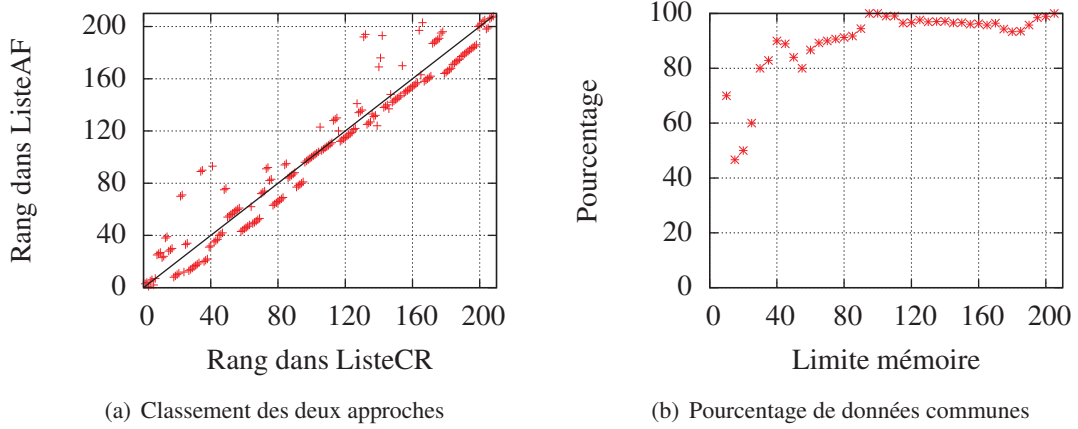 Rang dans ListeAF
200
160
120
80
40
0
0 40 80 120 160 200
Rang dans ListeCR
(a) Classement des deux approches
Pourcentage
100
80
60
40
20
0
0 40 80 120 160 200
Limite mémoire
(b) Pourcentage de données communes